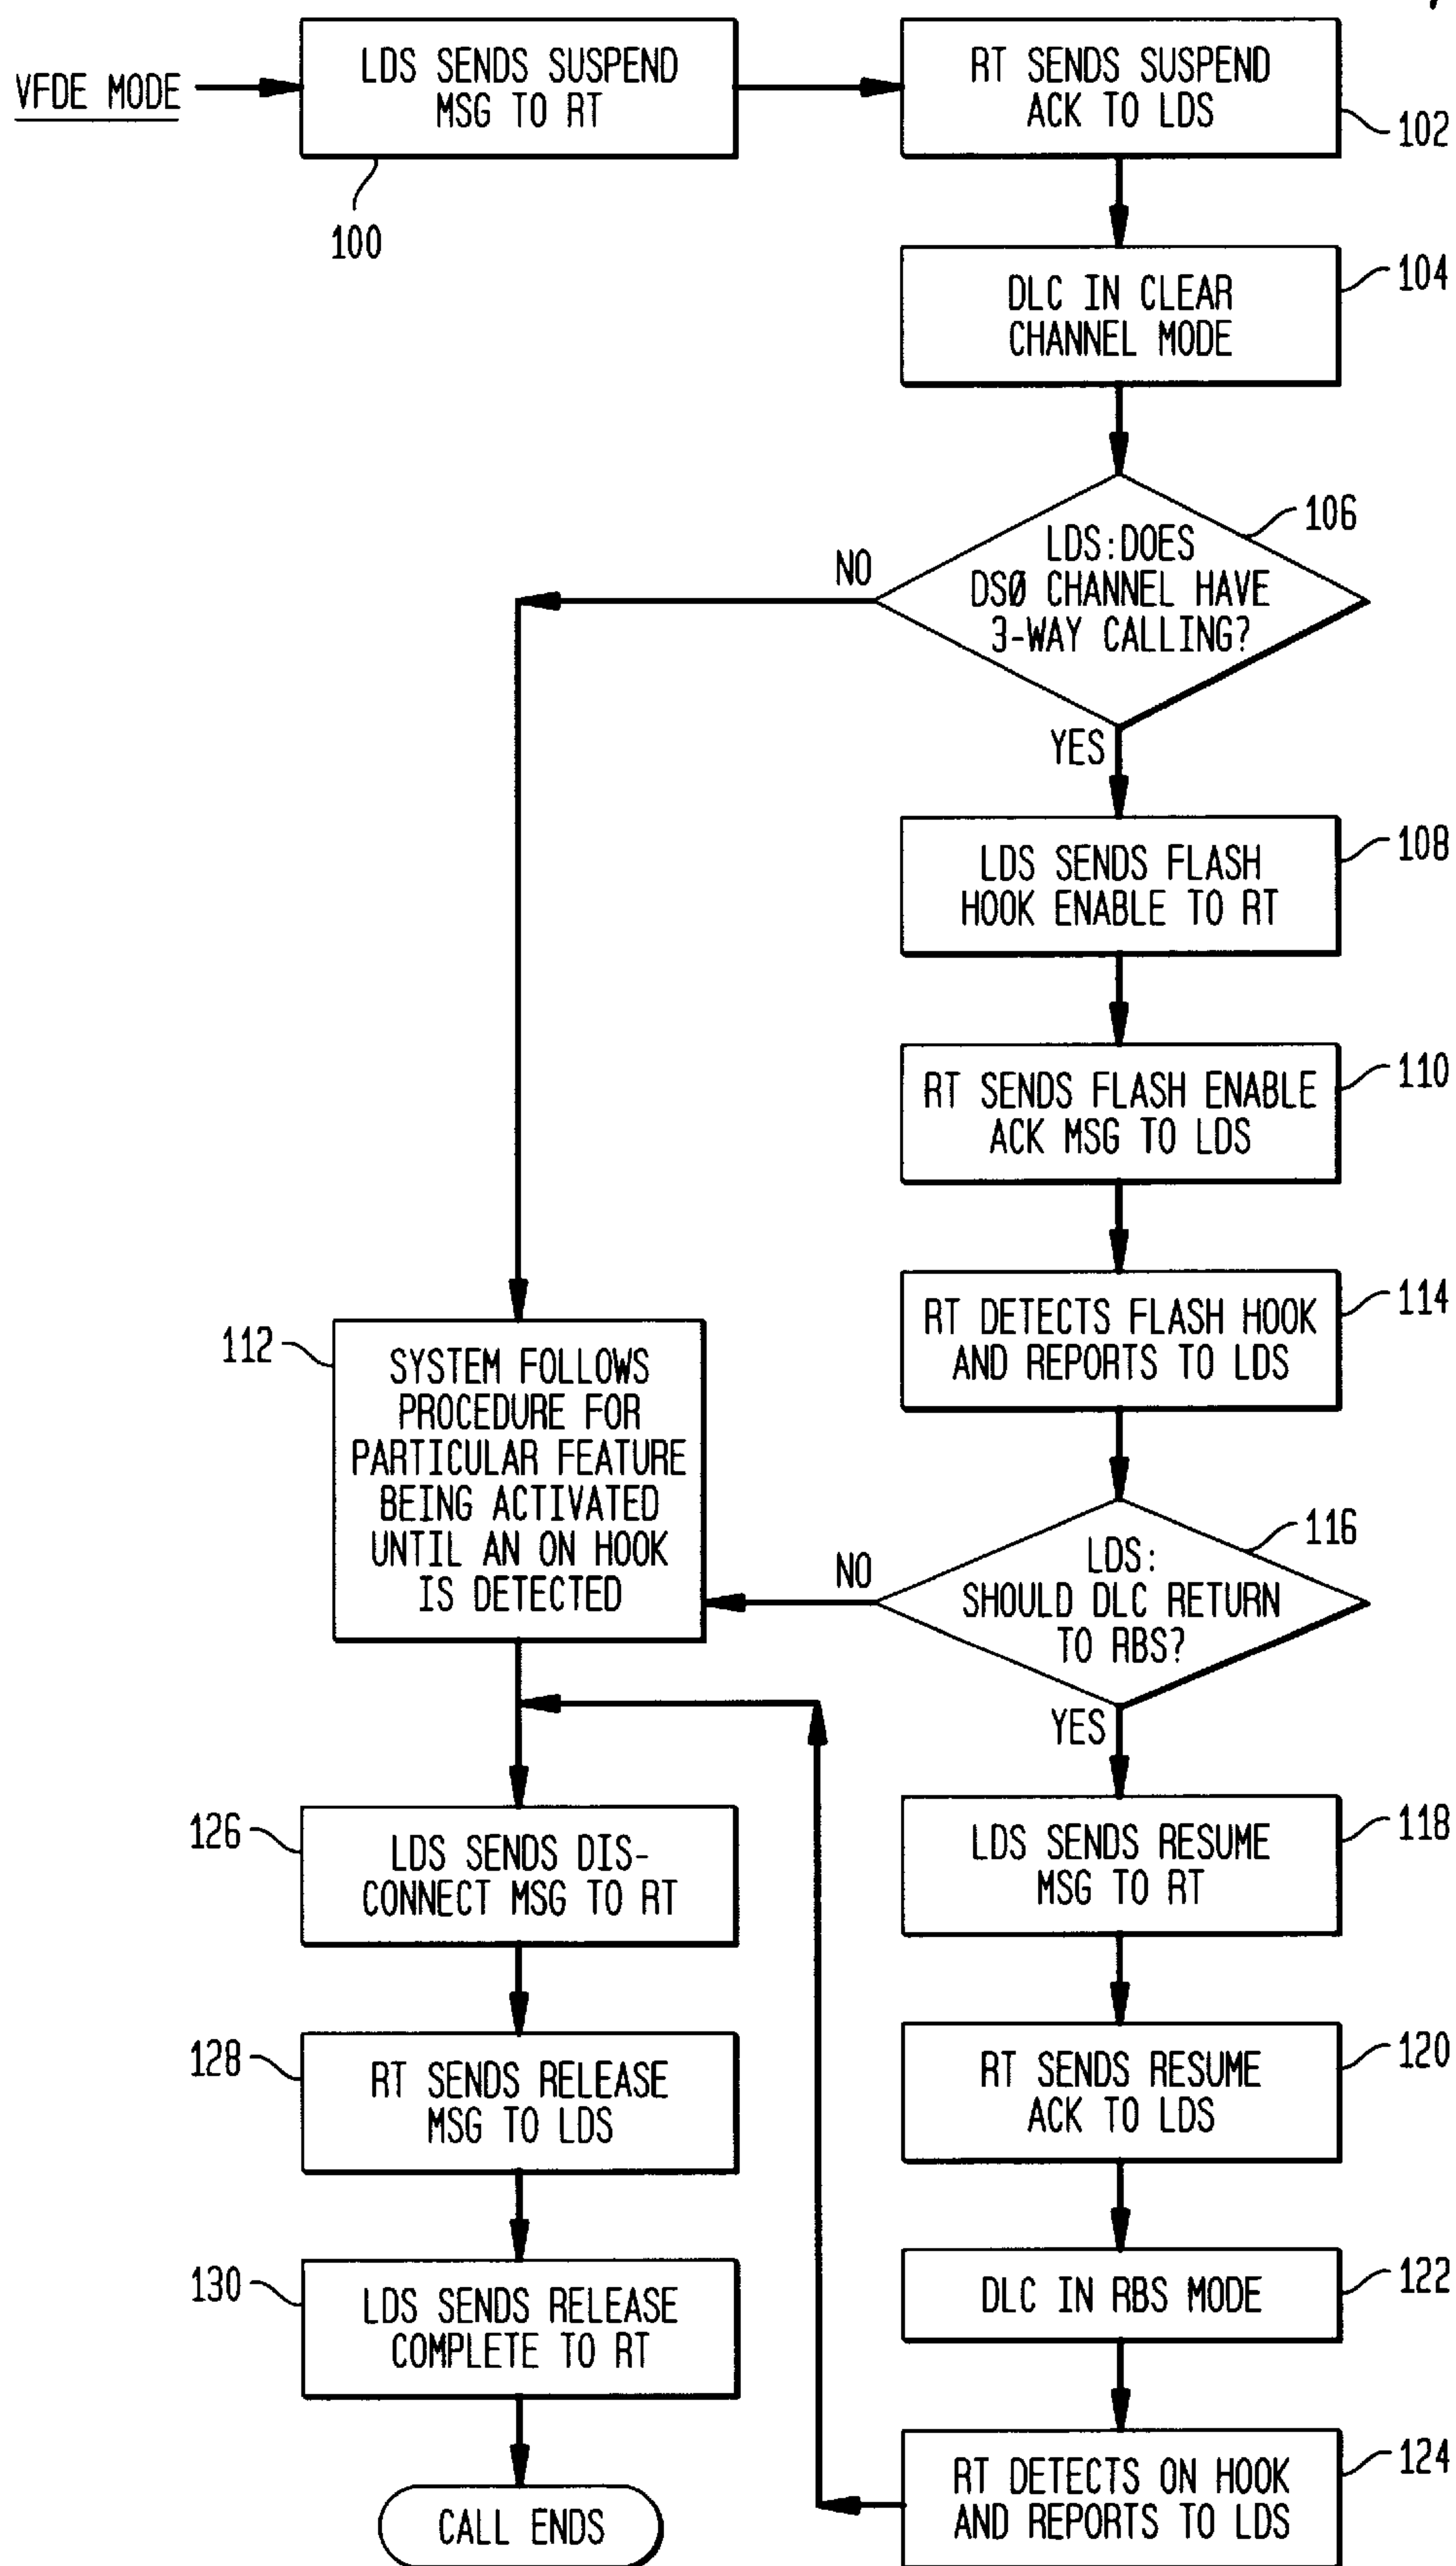 VFDE MODE
LDS SENDS SUSPEND
MSG TO RT
100
RT SENDS SUSPEND
ACK TO LDS
102
DLC IN CLEAR
CHANNEL MODE
104
LDS:DOES
DSØ CHANNEL HAVE
3-WAY CALLING?
106
NO
YES
LDS SENDS FLASH
HOOK ENABLE TO RT
108
RT SENDS FLASH ENABLE
ACK MSG TO LDS
110
112
SYSTEM FOLLOWS
PROCEDURE FOR
PARTICULAR FEATURE
BEING ACTIVATED
UNTIL AN ON HOOK
IS DETECTED
RT DETECTS FLASH HOOK
AND REPORTS TO LDS
114
LDS:
SHOULD DLC RETURN
TO RBS?
116
NO
YES
LDS SENDS RESUME
MSG TO RT
118
RT SENDS RESUME
ACK TO LDS
120
DLC IN RBS MODE
122
RT DETECTS ON HOOK
AND REPORTS TO LDS
124
126
LDS SENDS DIS-
CONNECT MSG TO RT
128
RT SENDS RELEASE
MSG TO LDS
130
LDS SENDS RELEASE
COMPLETE TO RT
CALL ENDS